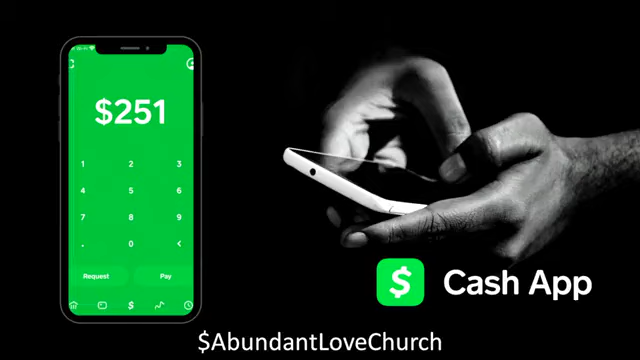 $251
1 2 3
4 5 6
7 8 9
. 0 <
Request Pay
$
$ Cash App
$AbundantLoveChurch